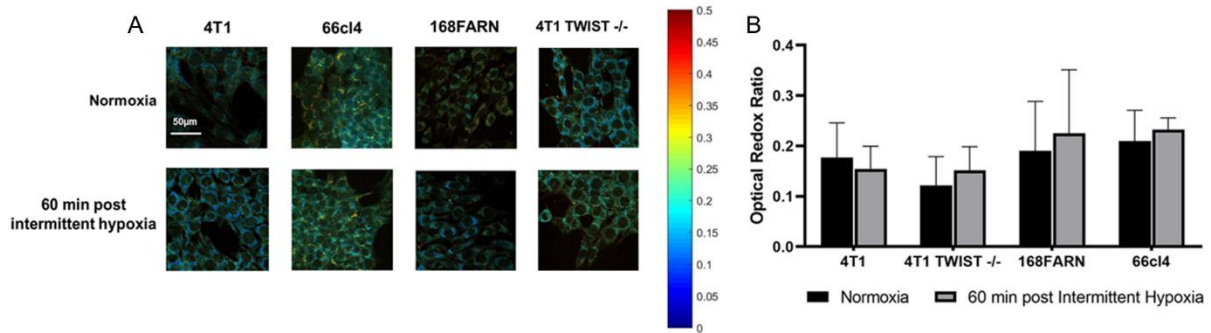 A
4T1 66cl4 168FARN 4T1 TWIST -/-
Normoxia
50μm
60 min post
intermittent hypoxia
0.5
0.45
0.4
0.35
0.3
0.25
0.2
0.15
0.1
0.05
0
B
Optical Redox Ratio
0.4
0.3
0.2
0.1
0.0
4T1 4T1 TWIST -/- 168FARN 66cl4
Normoxia 60 min post Intermittent Hypoxia